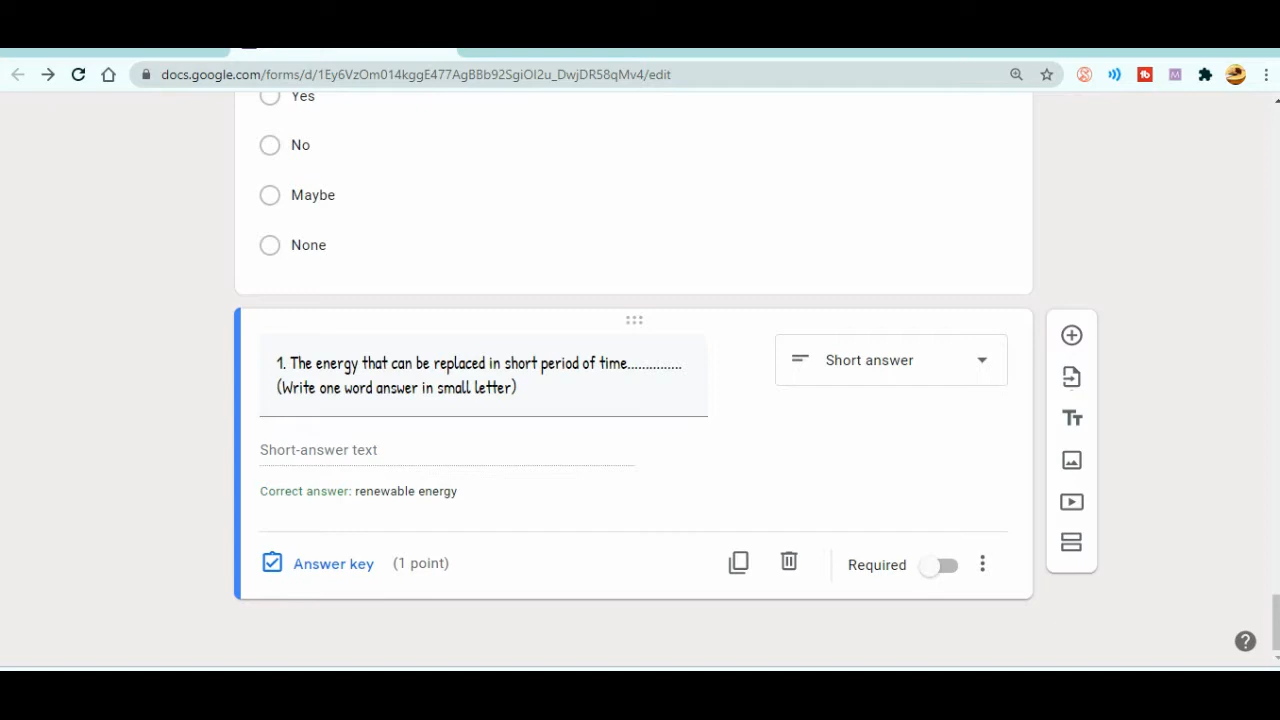 docs.google.com/forms/d/1Ey6VzOm014kggE477AgBBb92SgiOI2u_DwjDR58qMv4/edit
Yes
No
Maybe
None
1. The energy that can be replaced in short period of time..............
(Write one word answer in small letter)
Short answer
Short-answer text
Correct answer: renewable energy
Answer key (1 point)
Required